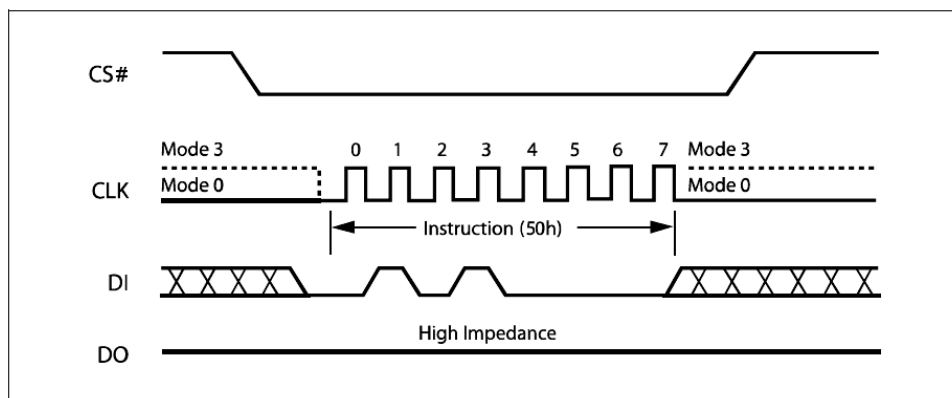 CS#
Mode 3 0 1 2 3 4 5 6 7 Mode 3
CLK Mode 0 Mode 0
Instruction (50h)
DI
High Impedance
DO